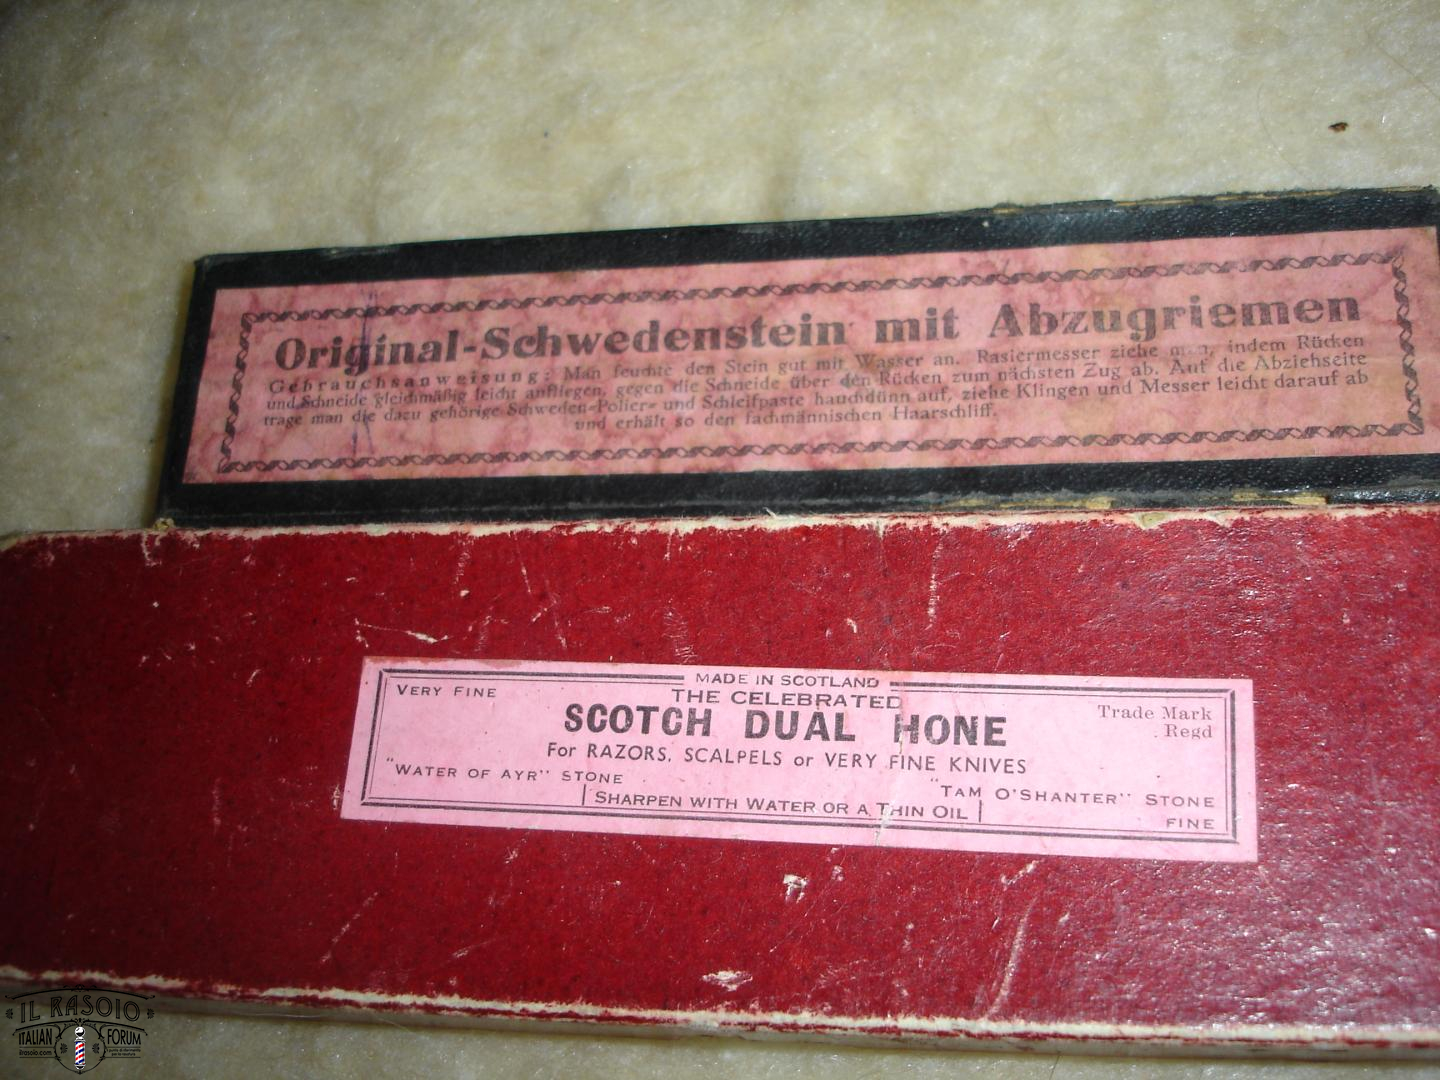 Original-Schwedenstein mit Abzugriemen
Gebrauchsanweisung: Man feuchte den Stein gut mit Wasser an. Rasiermesser ziehe man, indem Rücken
und Schneide gleichmäßig leicht anfliegen, gegen die Schneide über den Rücken zum nächsten Zug ab. Auf die Abziehseite
trage man die dazu gehörige Schweden-Polier- und Schleifpaste hauchdünn auf, ziehe Klingen und Messer leicht darauf ab
und erhält so den fachmännischen Haarschliff.
MADE IN SCOTLAND
VERY FINE
THE CELEBRATED
SCOTCH DUAL HONE
Trade Mark
Regd
For RAZORS, SCALPELS or VERY FINE KNIVES
"WATER OF AYR" STONE
"TAM O'SHANTER" STONE
SHARPEN WITH WATER OR A THIN OIL
FINE
IL RASOIO
ITALIAN FORUM
ilrasoio.com